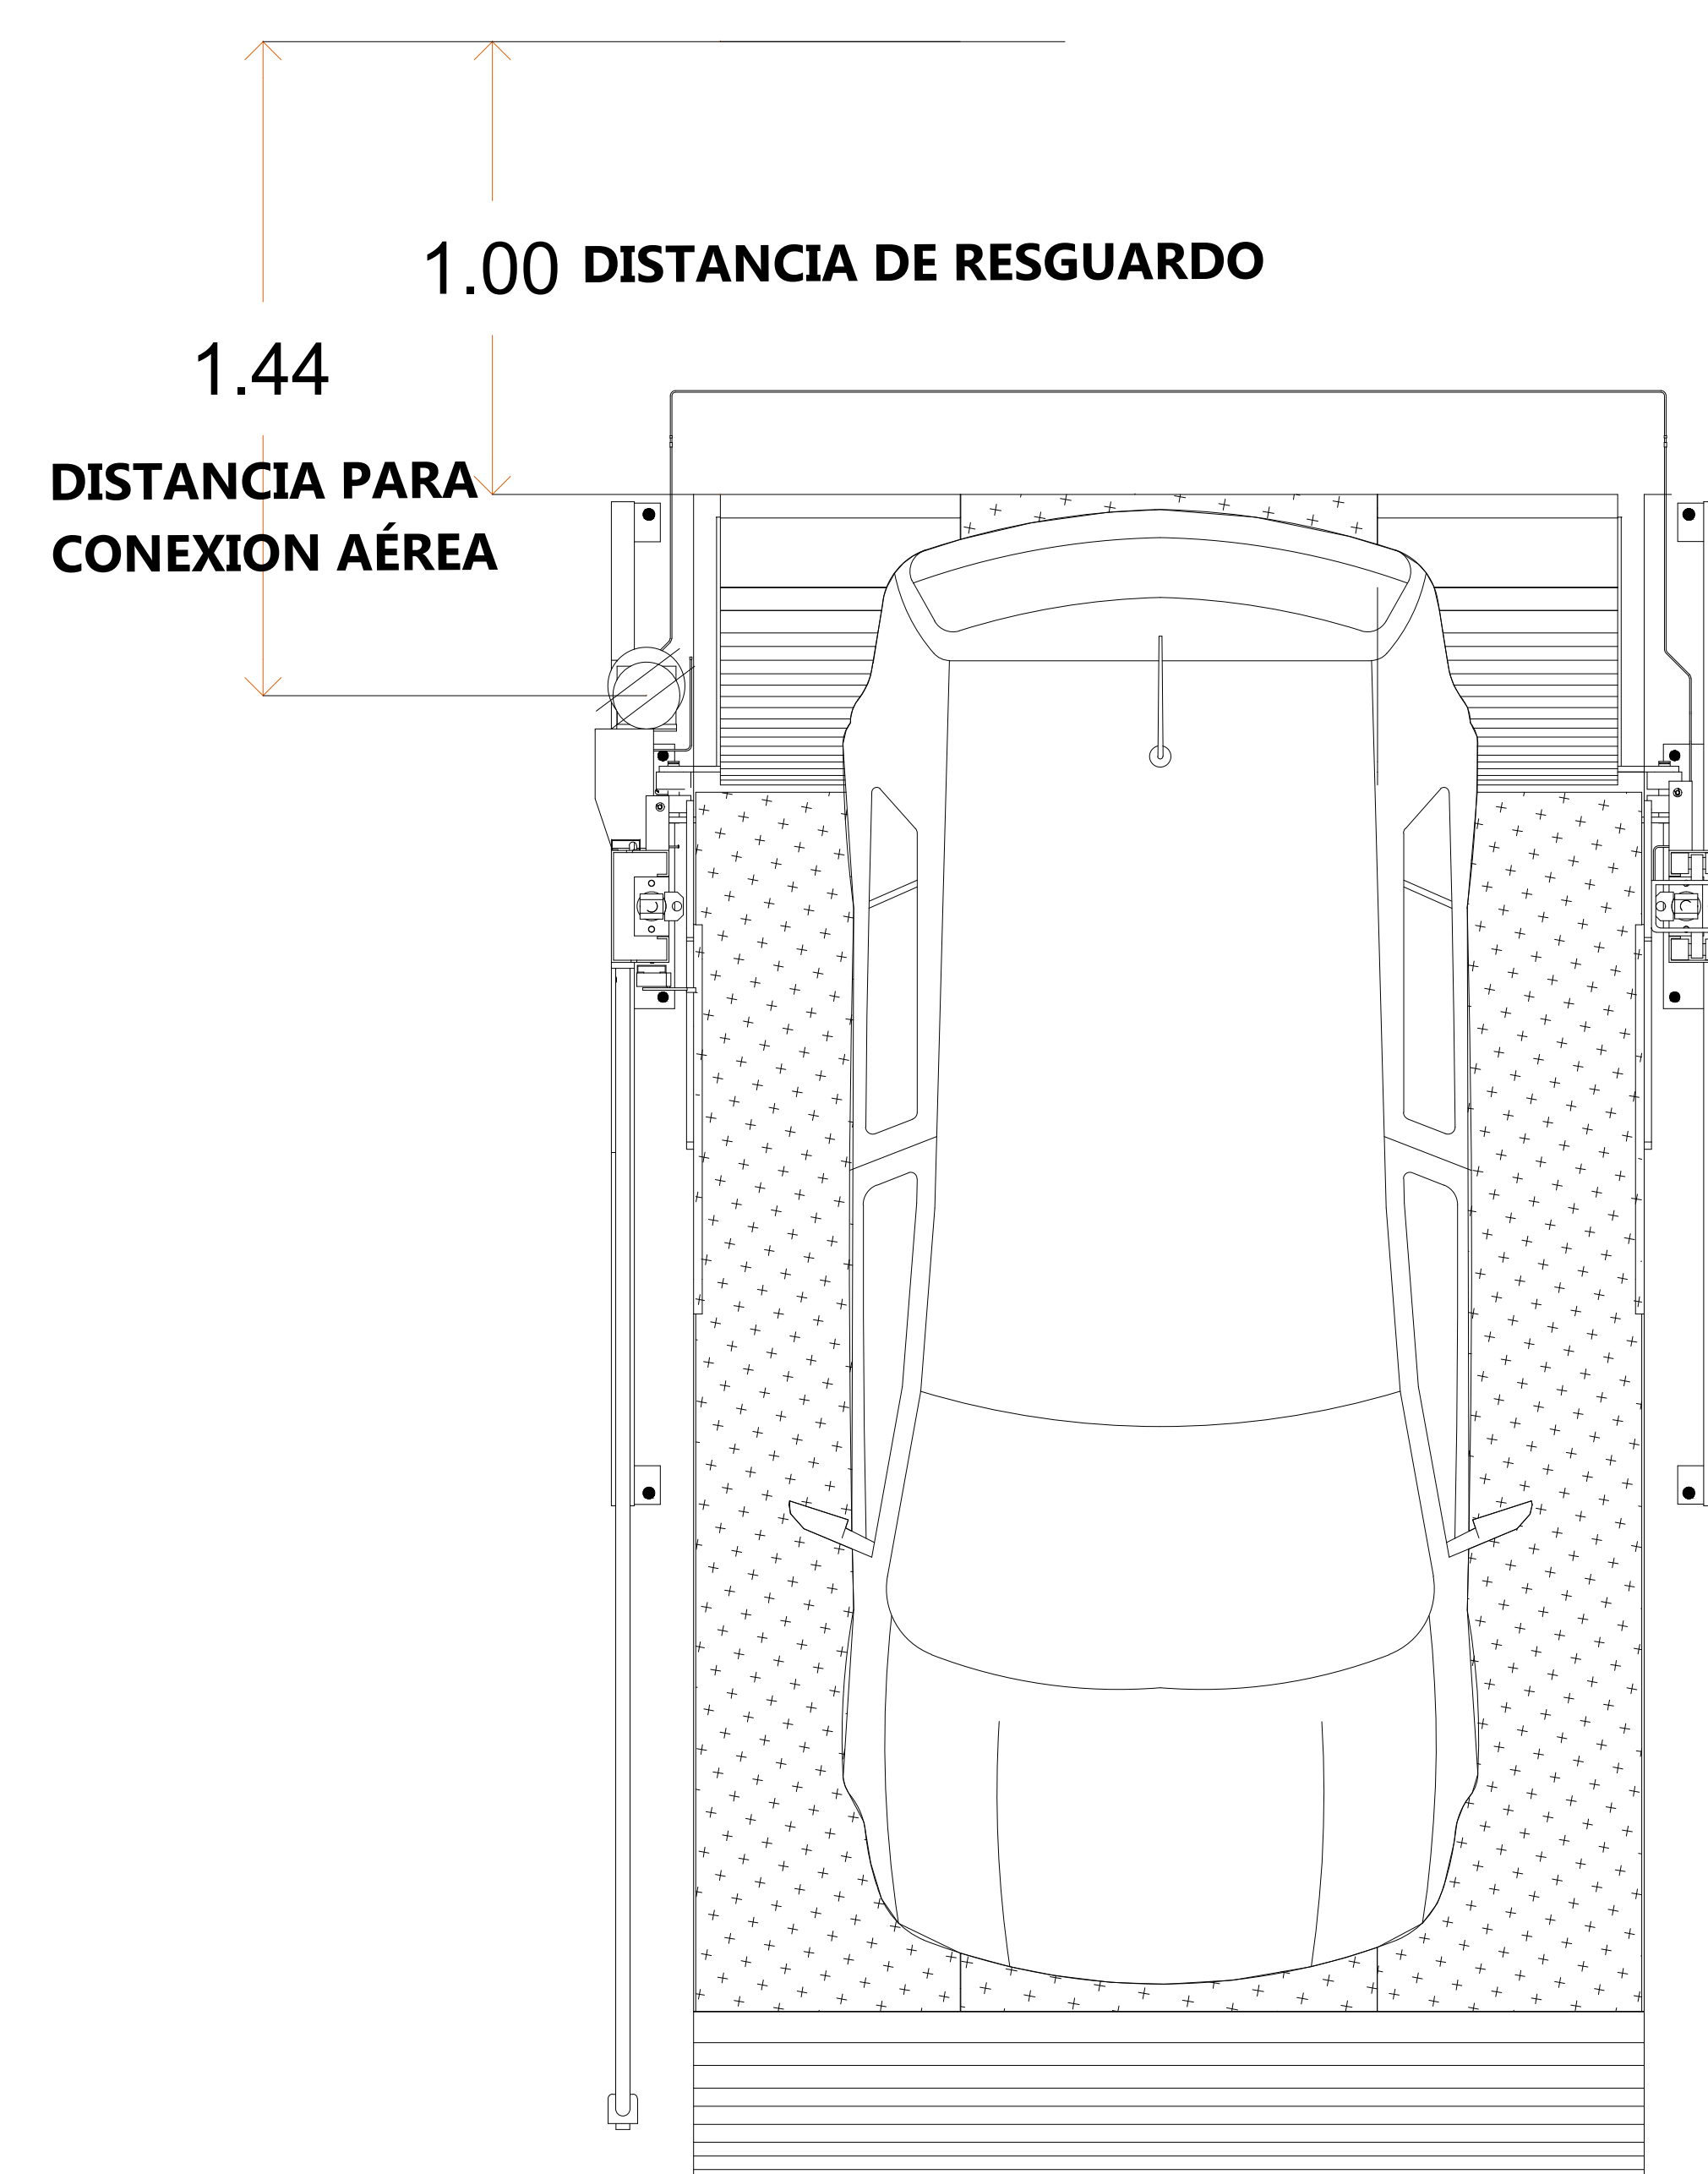 1.00 DISTANCIA DE RESGUARDO
1.44
DISTANCIA PARA
CONEXION AÉREA